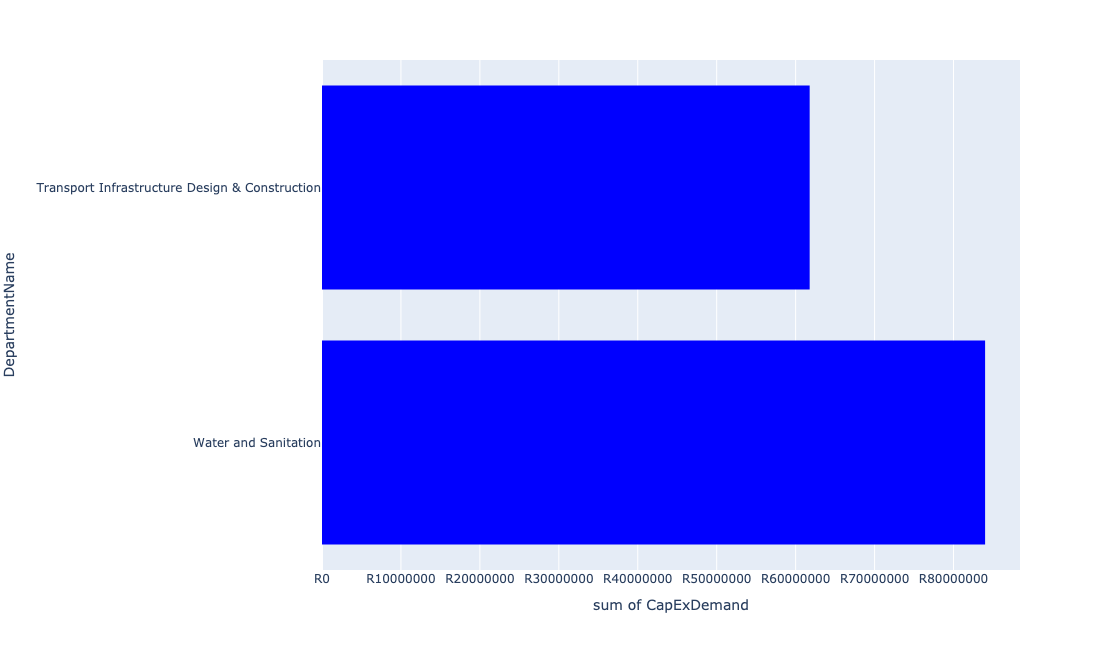 DepartmentName
Transport Infrastructure Design & Construction
Water and Sanitation
R0 R10000000 R20000000 R30000000 R40000000 R50000000 R60000000 R70000000 R80000000
sum of CapExDemand